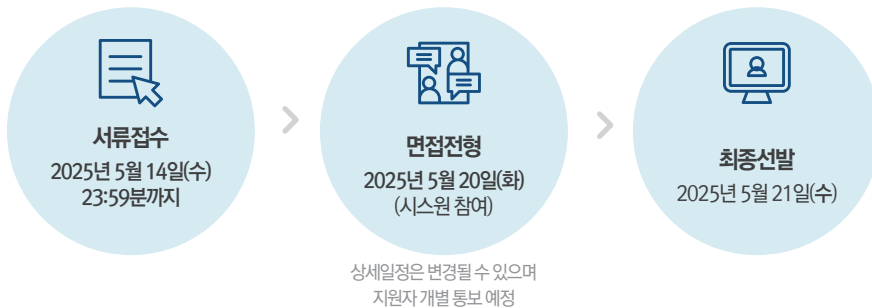 서류접수
2025년 5월 14일(수)
23:59분까지
면접전형
2025년 5월 20일(화)
(시스원 참여)
상세일정은 변경될 수 있으며
지원자 개별 통보 예정
최종선발
2025년 5월 21일(수)